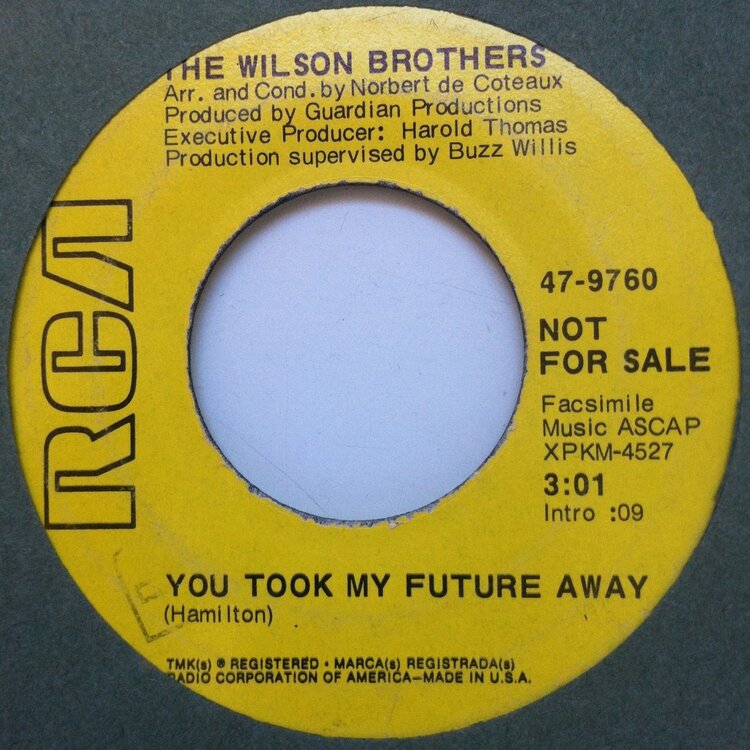 THE WILSON BROTHERS
Arr. and Cond. by Norbert de Coteaux
Produced by Guardian Productions
Executive Producer: Harold Thomas
Production supervised by Buzz Willis
RCA
47-9760
NOT
FOR SALE
Facsimile
Music ASCAP
XPKM-4527
3:01
Intro :09
YOU TOOK MY FUTURE AWAY
(Hamilton)
TMK(s) ® REGISTERED • MARCA(s) REGISTRADA(s)
RADIO CORPORATION OF AMERICA—MADE IN U.S.A.